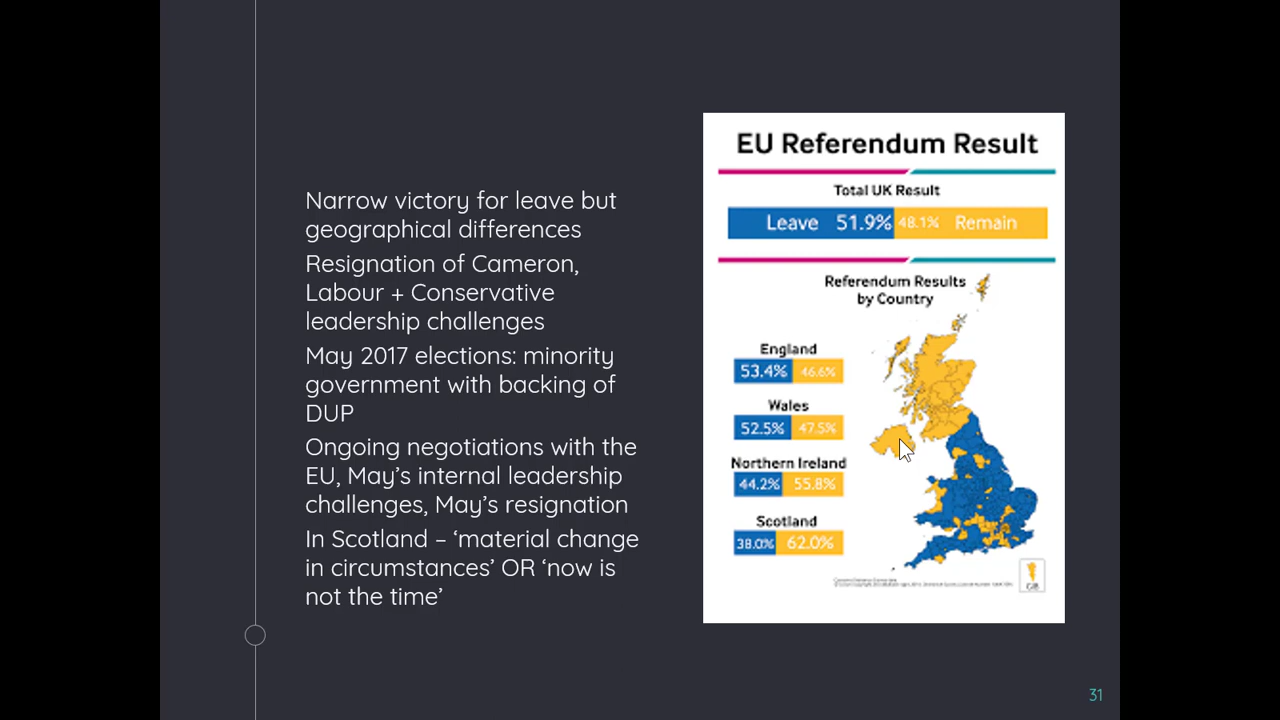 Narrow victory for leave but
geographical differences
Resignation of Cameron,
Labour + Conservative
leadership challenges
May 2017 elections: minority
government with backing of
DUP
Ongoing negotiations with the
EU, May’s internal leadership
challenges, May’s resignation
In Scotland – ‘material change
in circumstances’ OR ‘now is
not the time’
EU Referendum Result
Total UK Result
Leave 51.9% 48.1% Remain
Referendum Results
by Country
England
53.4% 46.6%
Wales
52.5% 47.5%
Northern Ireland
44.2% 55.8%
Scotland
38.0% 62.0%
31